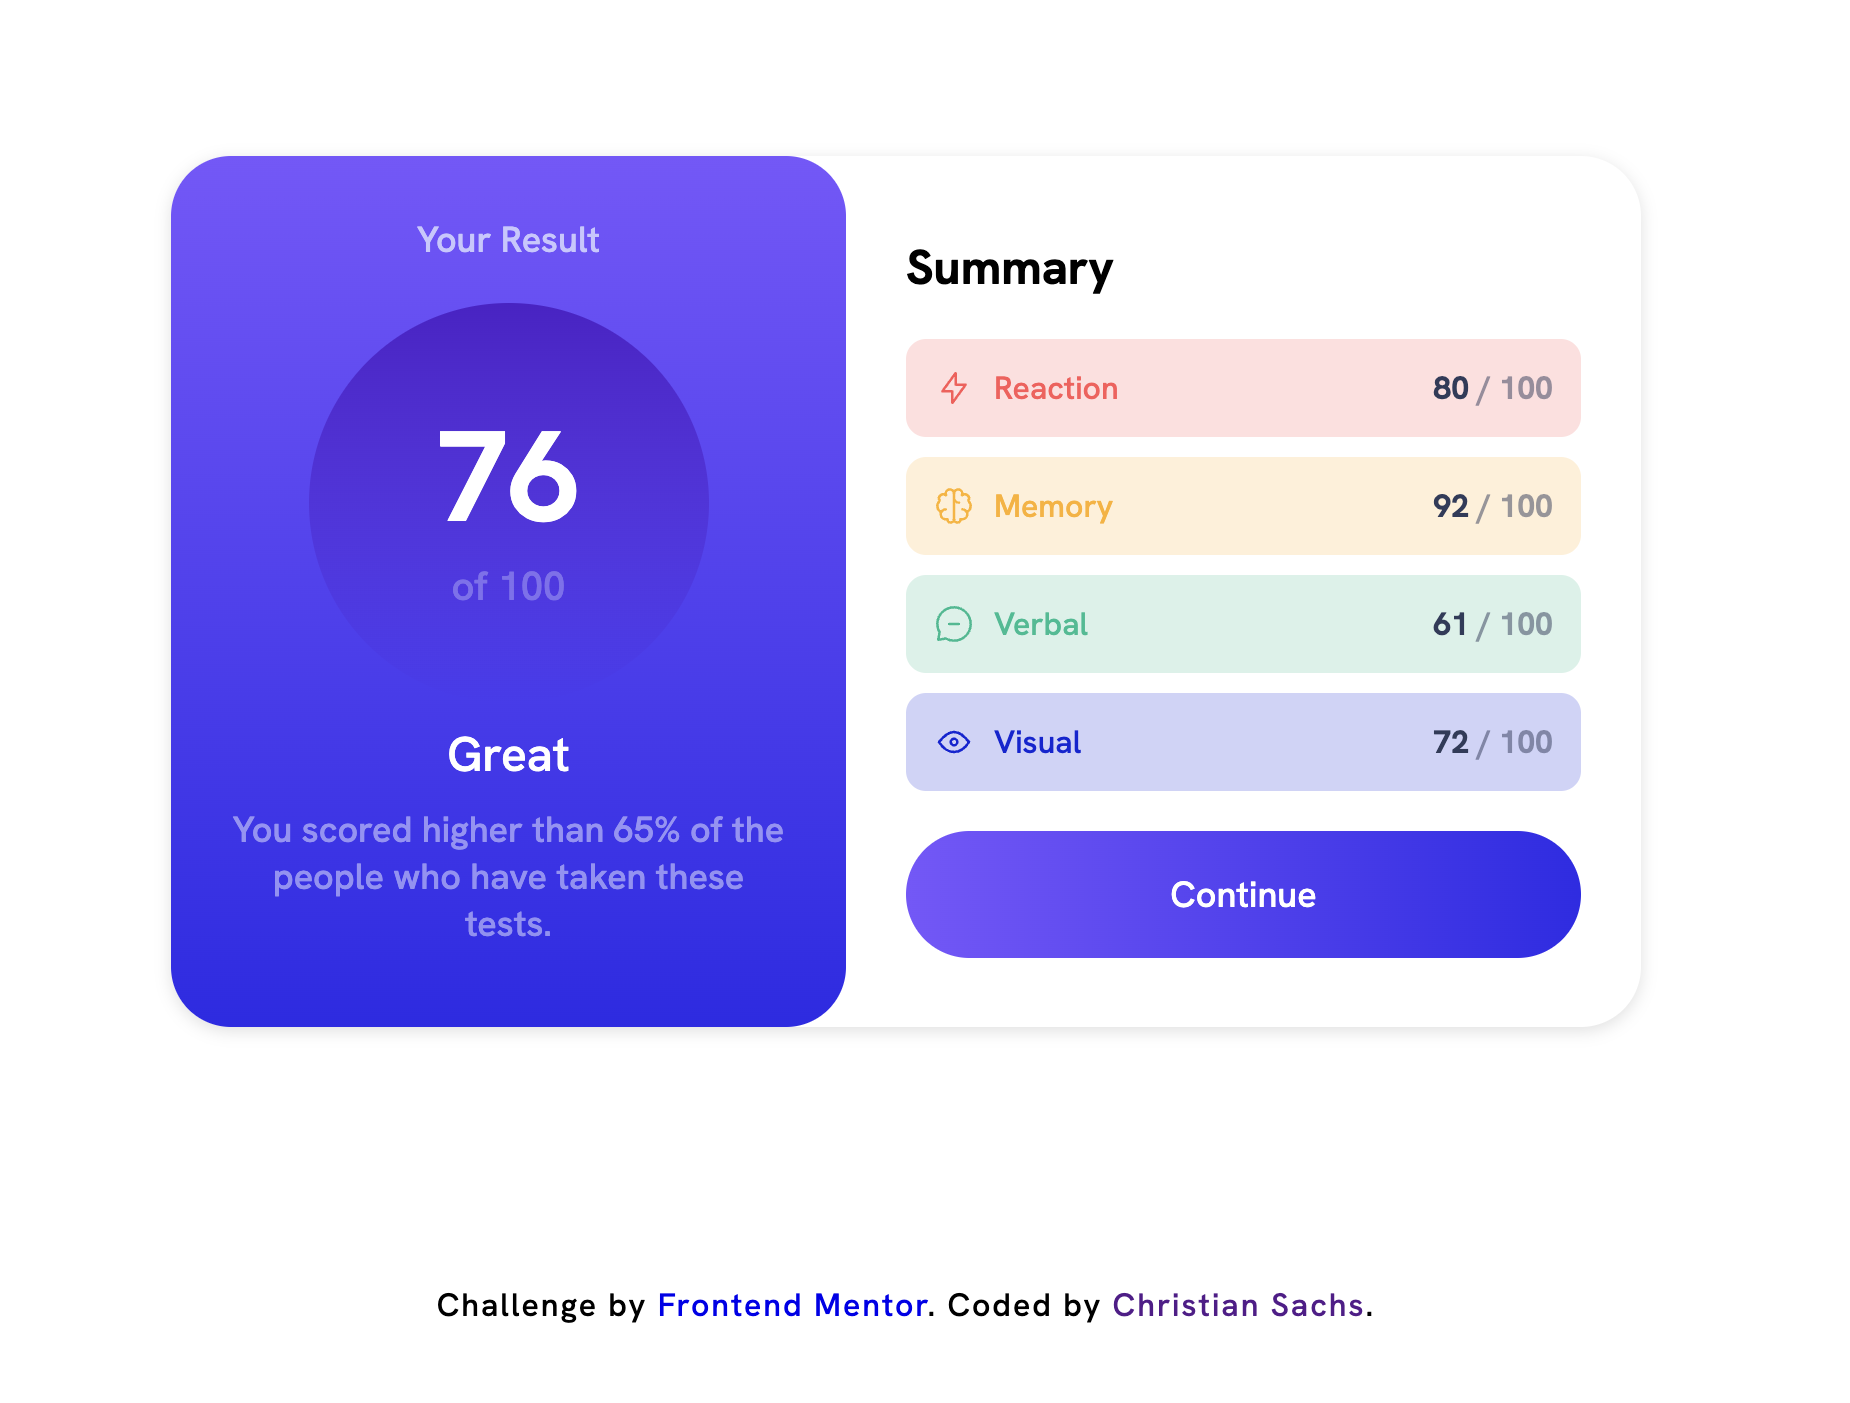 Your Result
76
of 100
Great
You scored higher than 65% of the
people who have taken these
tests.
Summary
Reaction 80 / 100
Memory 92 / 100
Verbal 61 / 100
Visual 72 / 100
Continue
Challenge by Frontend Mentor. Coded by Christian Sachs.